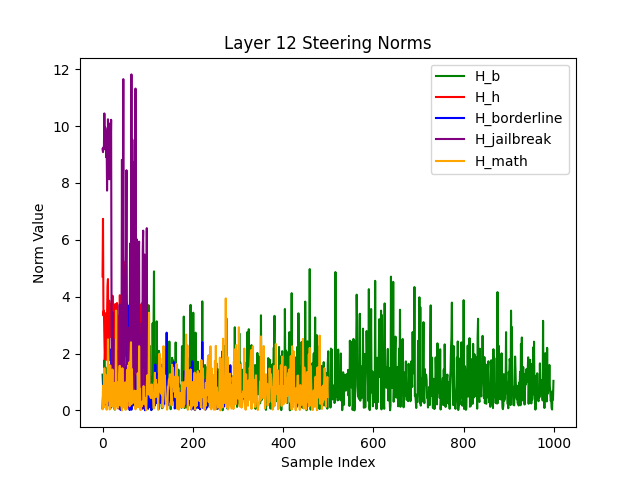 Layer 12 Steering Norms
H_b
H_h
H_borderline
H_jailbreak
H_math
Norm Value
12
10
8
6
4
2
0
0 200 400 600 800 1000
Sample Index